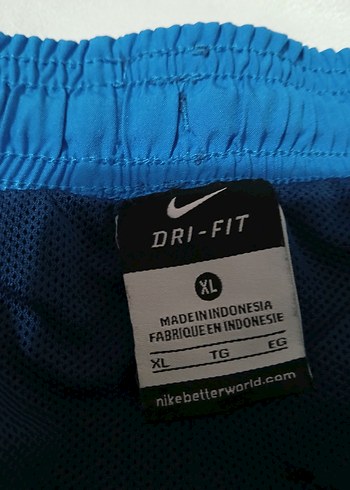 DRI-FIT
XL
MADE IN INDONESIA
FABRIQUE EN INDONESIE
XL TG EG
nikebetterworld.com